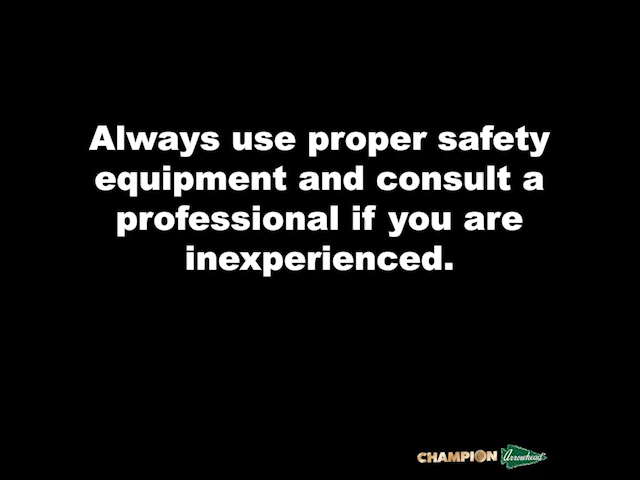 Always use proper safety
equipment and consult a
professional if you are
inexperienced.
CHAMPION Arrowhead